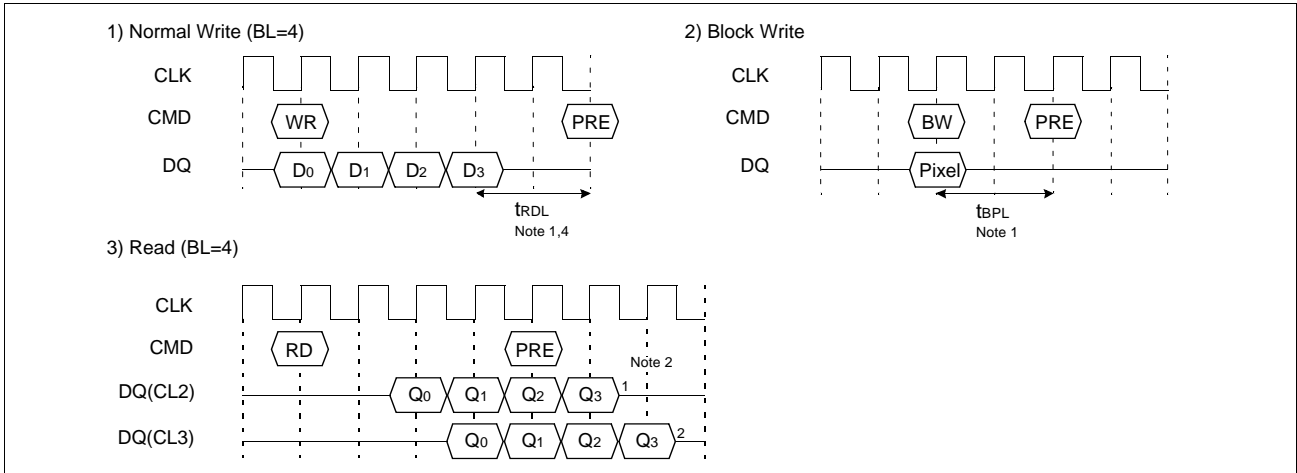 1) Normal Write (BL=4)
CLK
CMD WR PRE
DQ D0 D1 D2 D3
tRDL
Note 1,4
2) Block Write
CLK
CMD BW PRE
DQ Pixel
tBPL
Note 1
3) Read (BL=4)
CLK
CMD RD PRE
Note 2
DQ(CL2) Q0 Q1 Q2 Q3 1
DQ(CL3) Q0 Q1 Q2 Q3 2